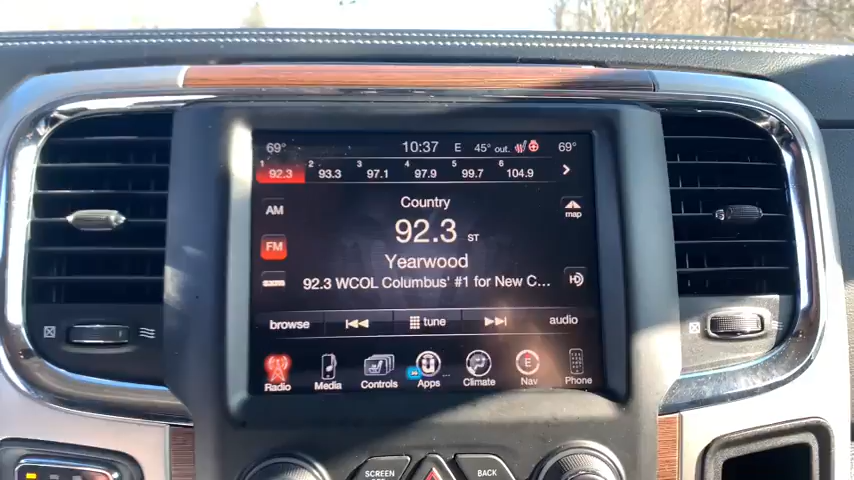 69° 10:37 E 45° out. 69°
1 92.3 2 93.3 3 97.1 4 97.9 5 99.7 6 104.9
AM Country map
92.3 ST
FM Yearwood
92.3 WCOL Columbus' #1 for New C... HD
browse tune audio
Radio Media Controls Apps Climate E Nav Phone
SCREEN BACK